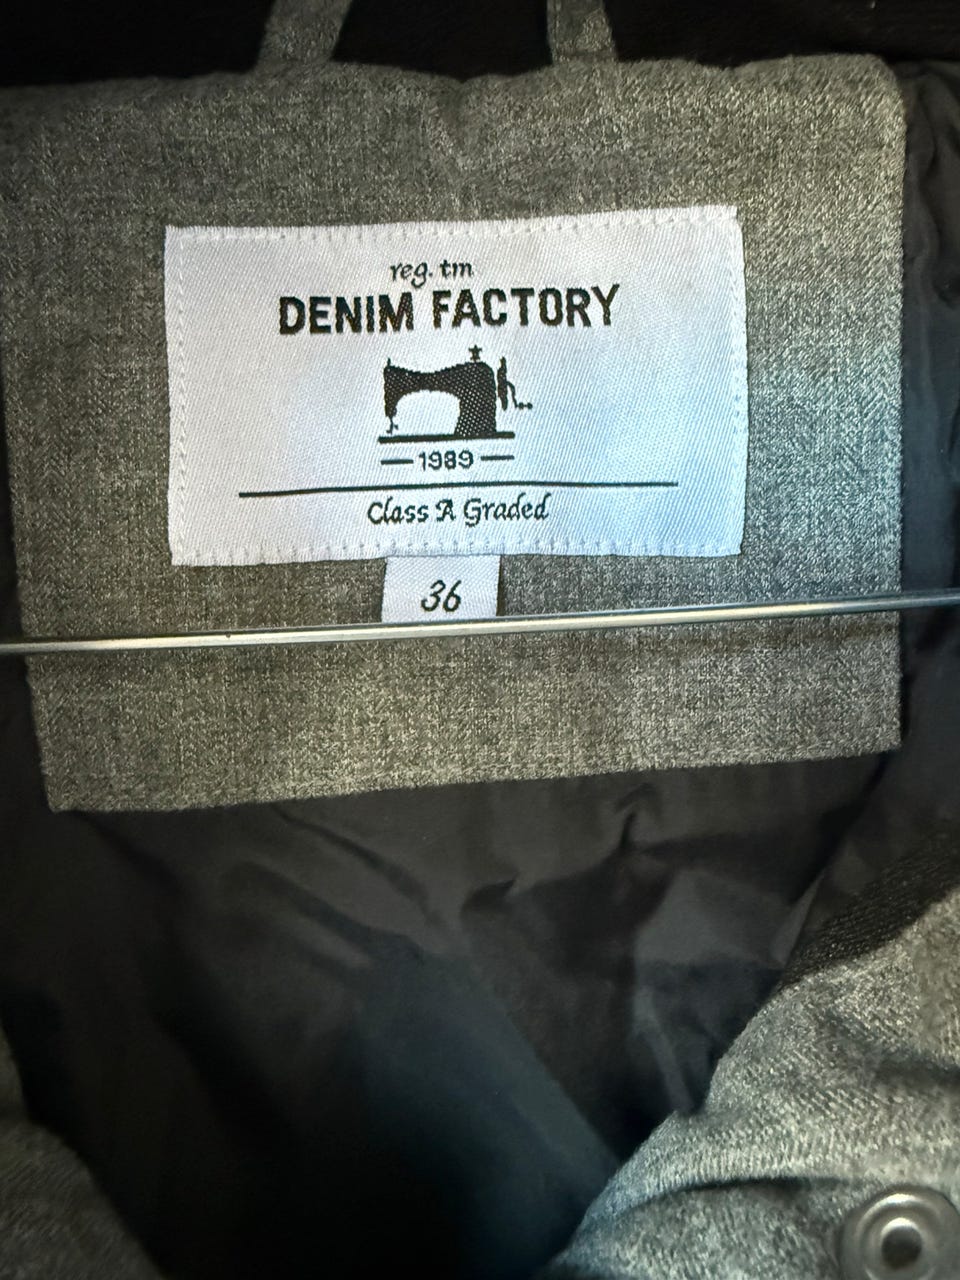 reg. tm
DENIM FACTORY
1989
Class A Graded
36